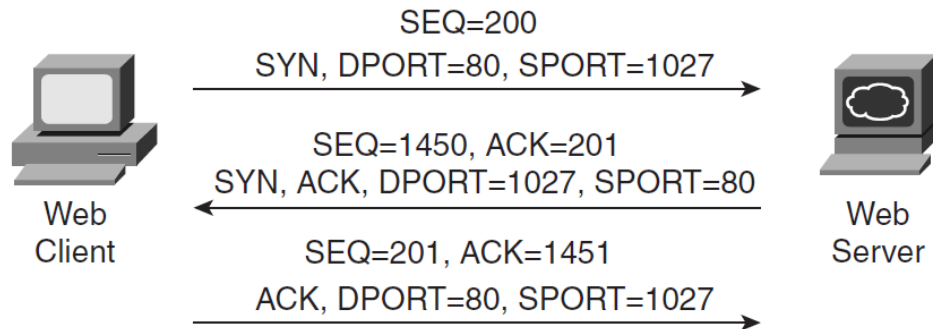 SEQ=200
SYN, DPORT=80, SPORT=1027
SEQ=1450, ACK=201
SYN, ACK, DPORT=1027, SPORT=80
Web
Client
Web
Server
SEQ=201, ACK=1451
ACK, DPORT=80, SPORT=1027